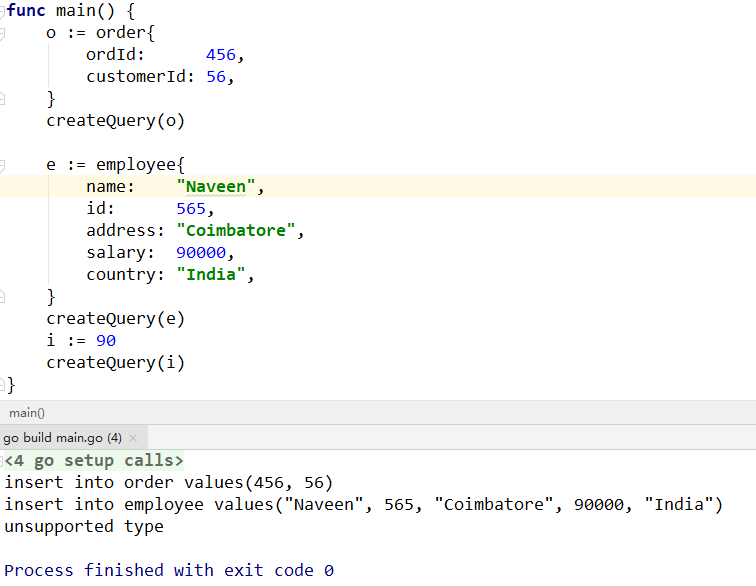 func main() {
    o := order{
        ordId:      456,
        customerId: 56,
    }
    createQuery(o)

    e := employee{
        name:    "Naveen",
        id:      565,
        address: "Coimbatore",
        salary:  90000,
        country: "India",
    }
    createQuery(e)
    i := 90
    createQuery(i)
}
main()
go build main.go (4)
<4 go setup calls>
insert into order values(456, 56)
insert into employee values("Naveen", 565, "Coimbatore", 90000, "India")
unsupported type

Process finished with exit code 0